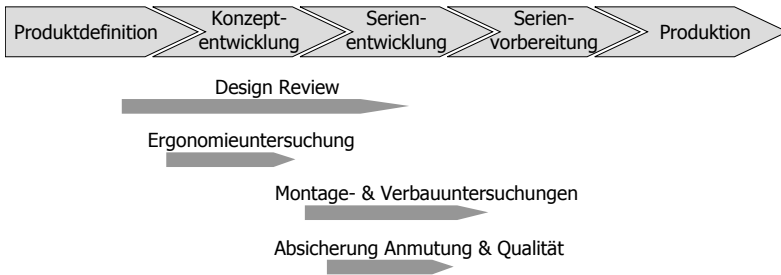 Produktdefinition
Konzept-
entwicklung
Serien-
entwicklung
Serien-
vorbereitung
Produktion
Design Review
Ergonomieuntersuchung
Montage- & Verbauuntersuchungen
Absicherung Anmutung & Qualität